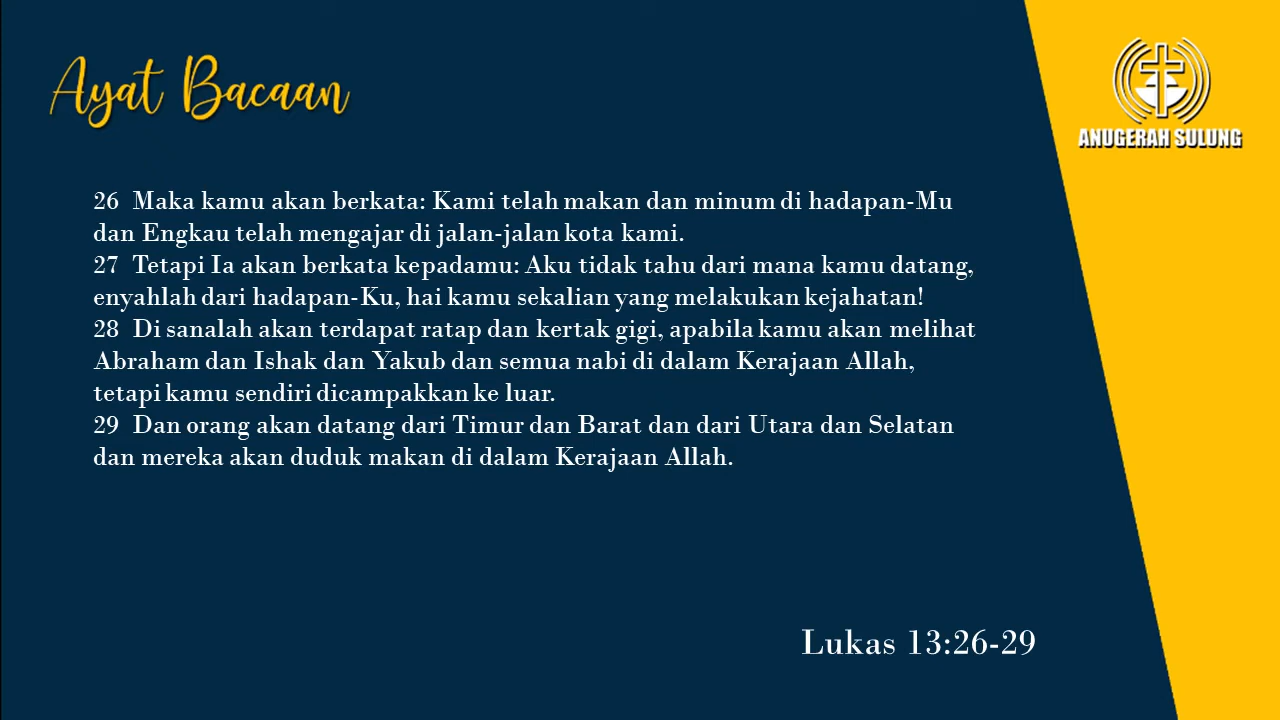 Ayat Bacaan
ANUGERAH SULUNG
26 Maka kamu akan berkata: Kami telah makan dan minum di hadapan-Mu
dan Engkau telah mengajar di jalan-jalan kota kami.
27 Tetapi Ia akan berkata kepadamu: Aku tidak tahu dari mana kamu datang,
enyahlah dari hadapan-Ku, hai kamu sekalian yang melakukan kejahatan!
28 Di sanalah akan terdapat ratap dan kertak gigi, apabila kamu akan melihat
Abraham dan Ishak dan Yakub dan semua nabi di dalam Kerajaan Allah,
tetapi kamu sendiri dicampakkan ke luar.
29 Dan orang akan datang dari Timur dan Barat dan dari Utara dan Selatan
dan mereka akan duduk makan di dalam Kerajaan Allah.
Lukas 13:26-29